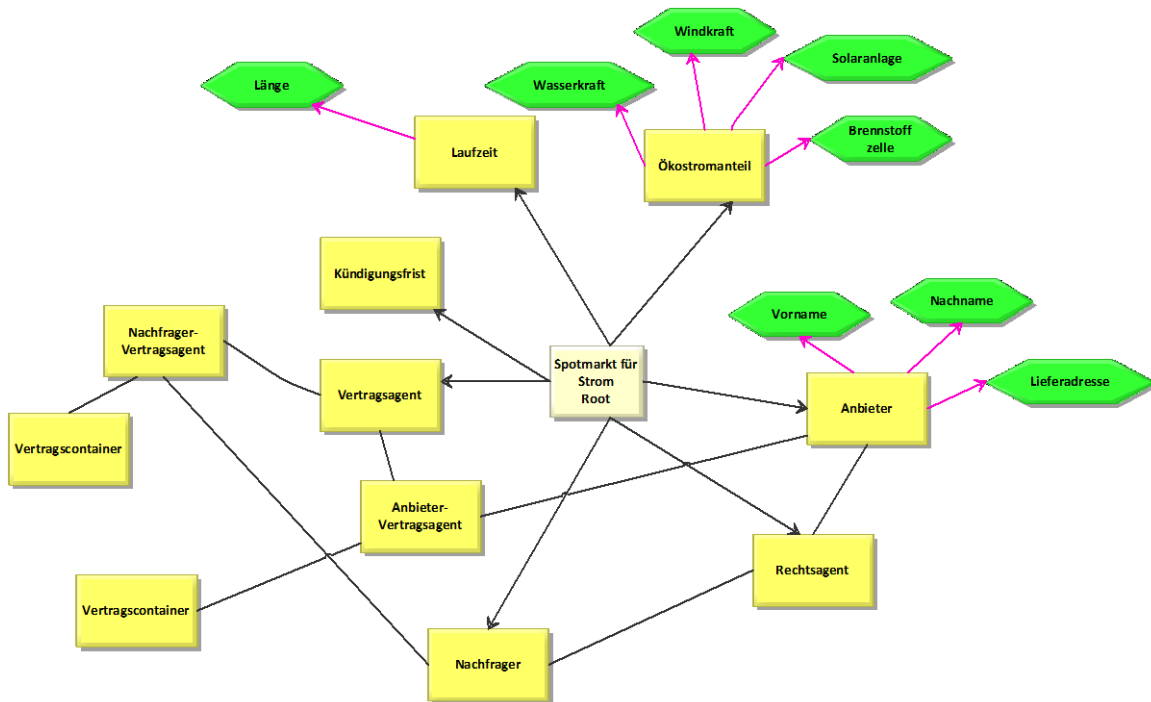 Windkraft
Solaranlage
Länge
Wasserkraft
Brennstoff
zelle
Laufzeit
Ökostromanteil
Kündigungsfrist
Nachname
Vorname
Nachfrager-
Vertragsagent
Spotmarkt für
Strom
Root
Lieferadresse
Vertragsagent
Anbieter
Vertragscontainer
Anbieter-
Vertragsagent
Rechtsagent
Vertragscontainer
Nachfrager